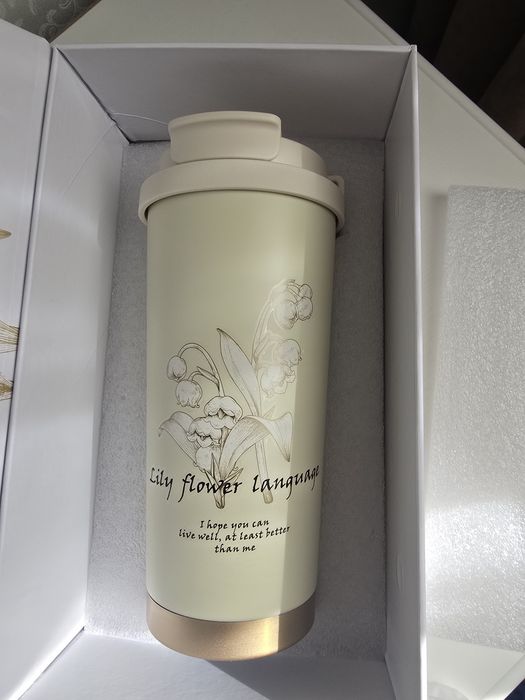 Lily flower language
I hope you can
live well, at least better
than me